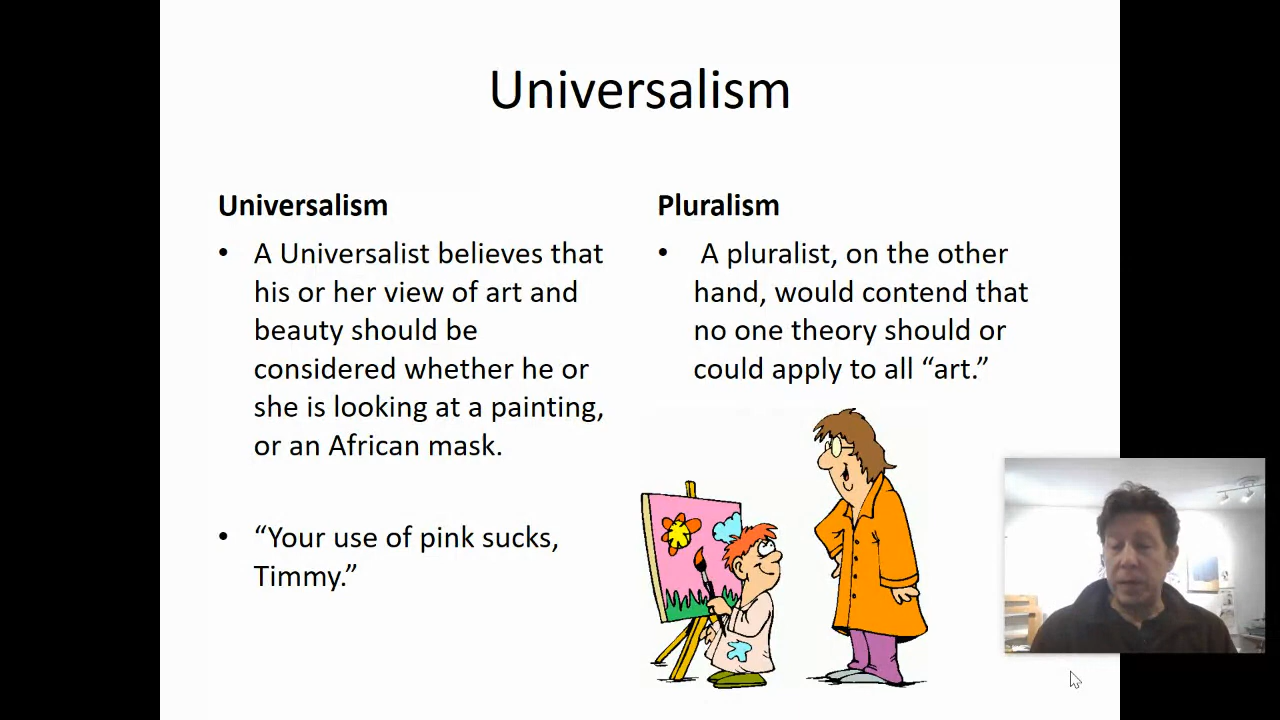 Universalism
Universalism
• A Universalist believes that
his or her view of art and
beauty should be
considered whether he or
she is looking at a painting,
or an African mask.
• “Your use of pink sucks,
Timmy.”
Pluralism
• A pluralist, on the other
hand, would contend that
no one theory should or
could apply to all “art.”